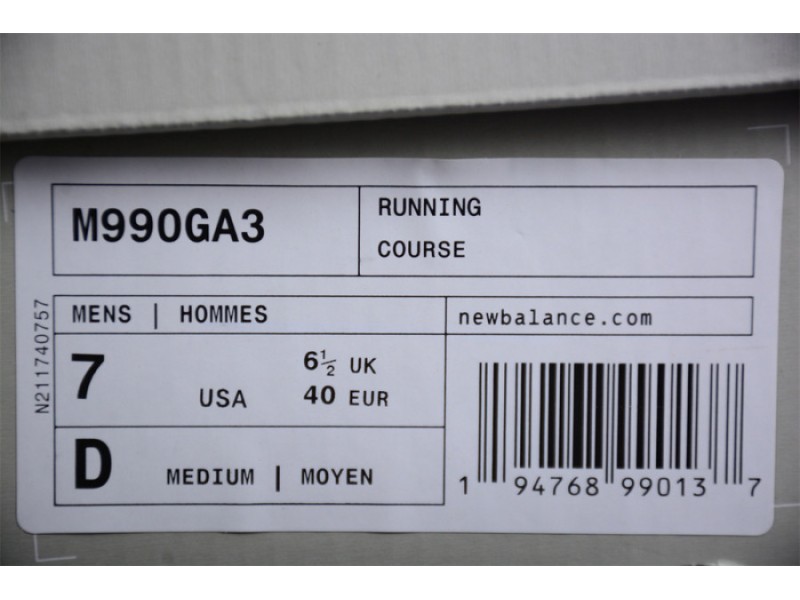 M990GA3
RUNNING
COURSE
N211740757
MENS | HOMMES
newbalance.com
7 USA
6½ UK
40 EUR
D MEDIUM | MOYEN
1 94768 99013 7